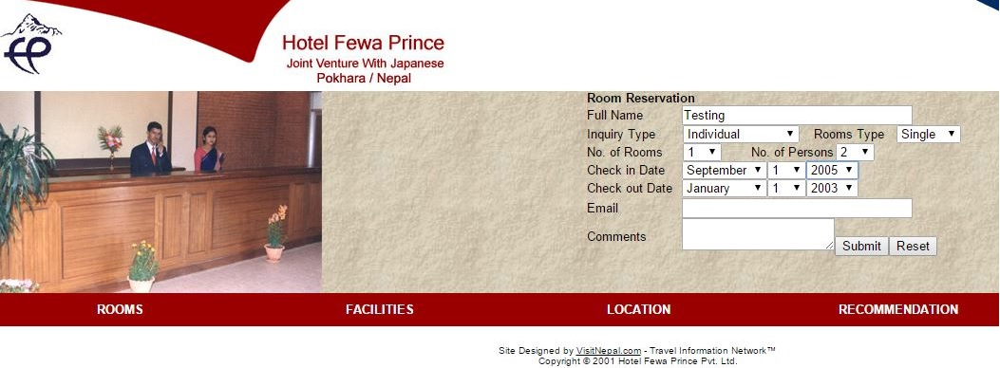 fp
Hotel Fewa Prince
Joint Venture With Japanese
Pokhara / Nepal
Room Reservation
Full Name Testing
Inquiry Type Individual Rooms Type Single
No. of Rooms 1 No. of Persons 2
Check in Date September 1 2005
Check out Date January 1 2003
Email
Comments Submit Reset
ROOMS FACILITIES LOCATION RECOMMENDATION
Site Designed by VisitNepal.com - Travel Information Network™
Copyright © 2001 Hotel Fewa Prince Pvt. Ltd.